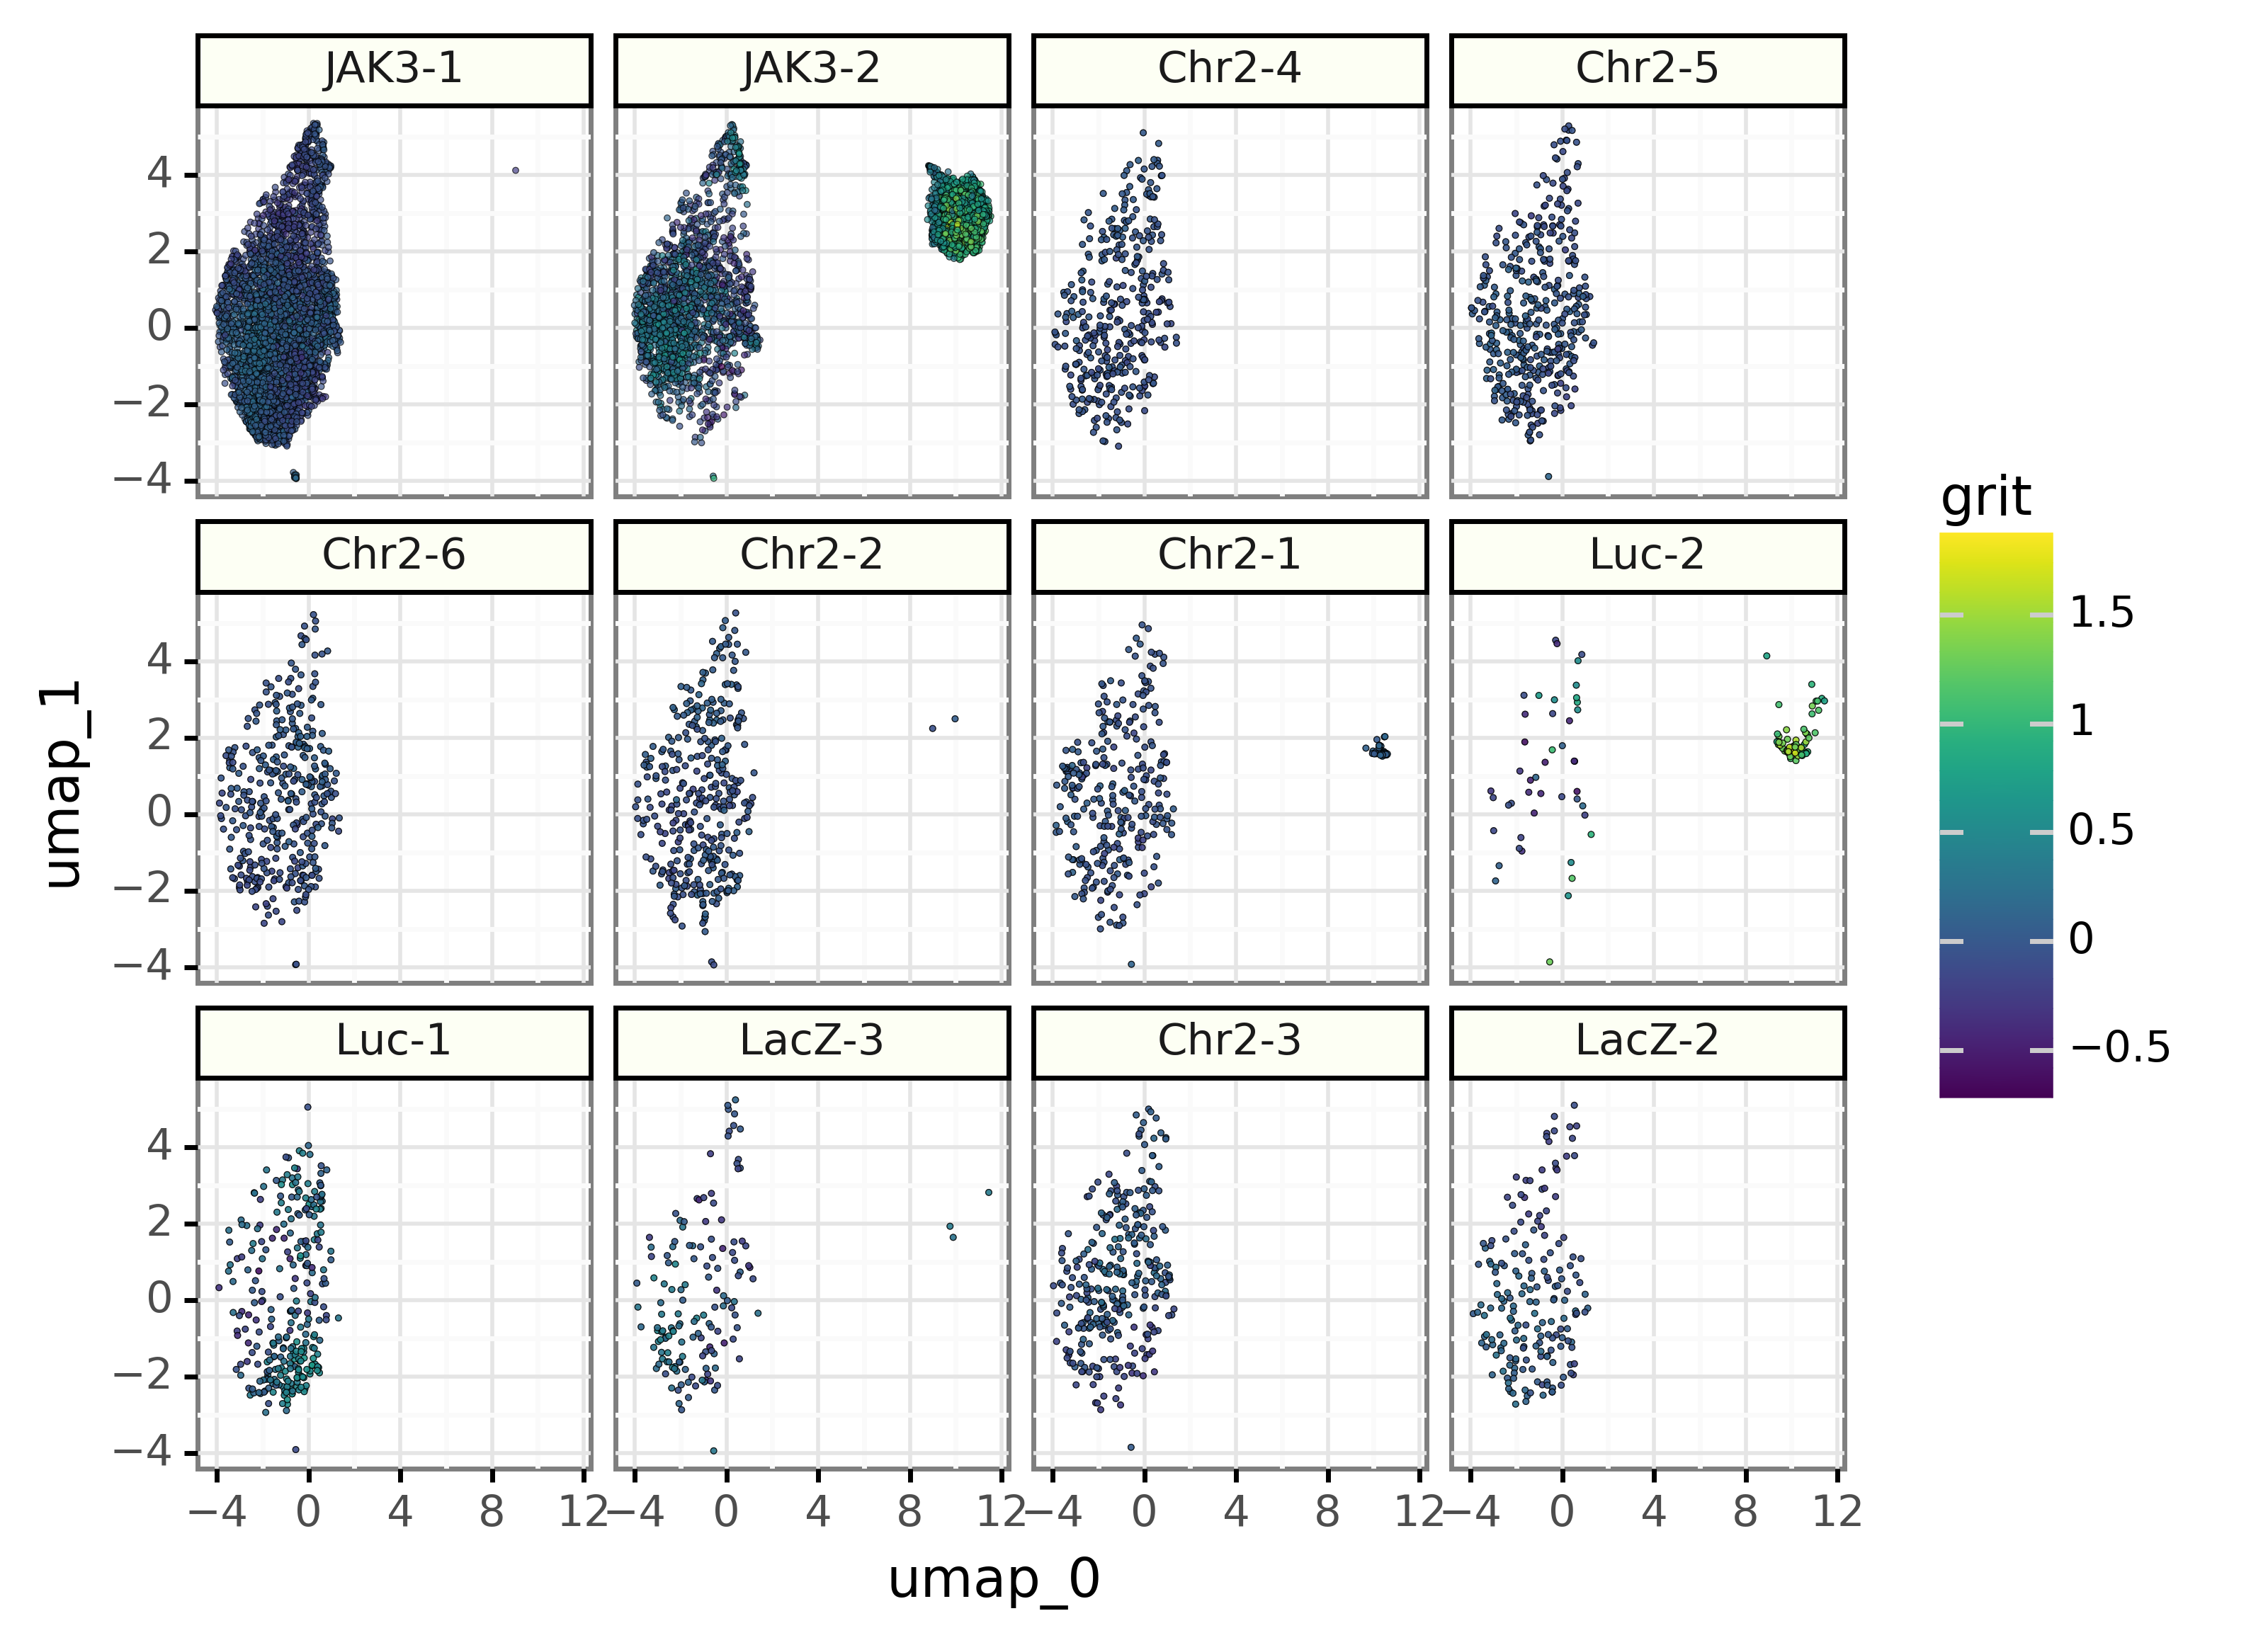 JAK3-1 JAK3-2 Chr2-4 Chr2-5
4
2
0
−2
−4
Chr2-6 Chr2-2 Chr2-1 Luc-2
4
2
0
−2
−4
Luc-1 LacZ-3 Chr2-3 LacZ-2
4
2
0
−2
−4
−4 0 4 8 12 −4 0 4 8 12 −4 0 4 8 12 −4 0 4 8 12
umap_0
umap_1
grit
1.5
1
0.5
0
−0.5